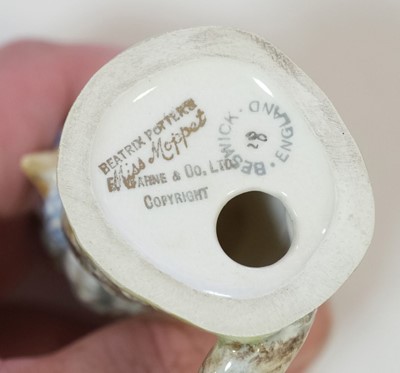 BEATRIX POTTER'S
Miss Moppet
F. WARNE & CO. LTD.
COPYRIGHT
BESWICK · ENGLAND ·